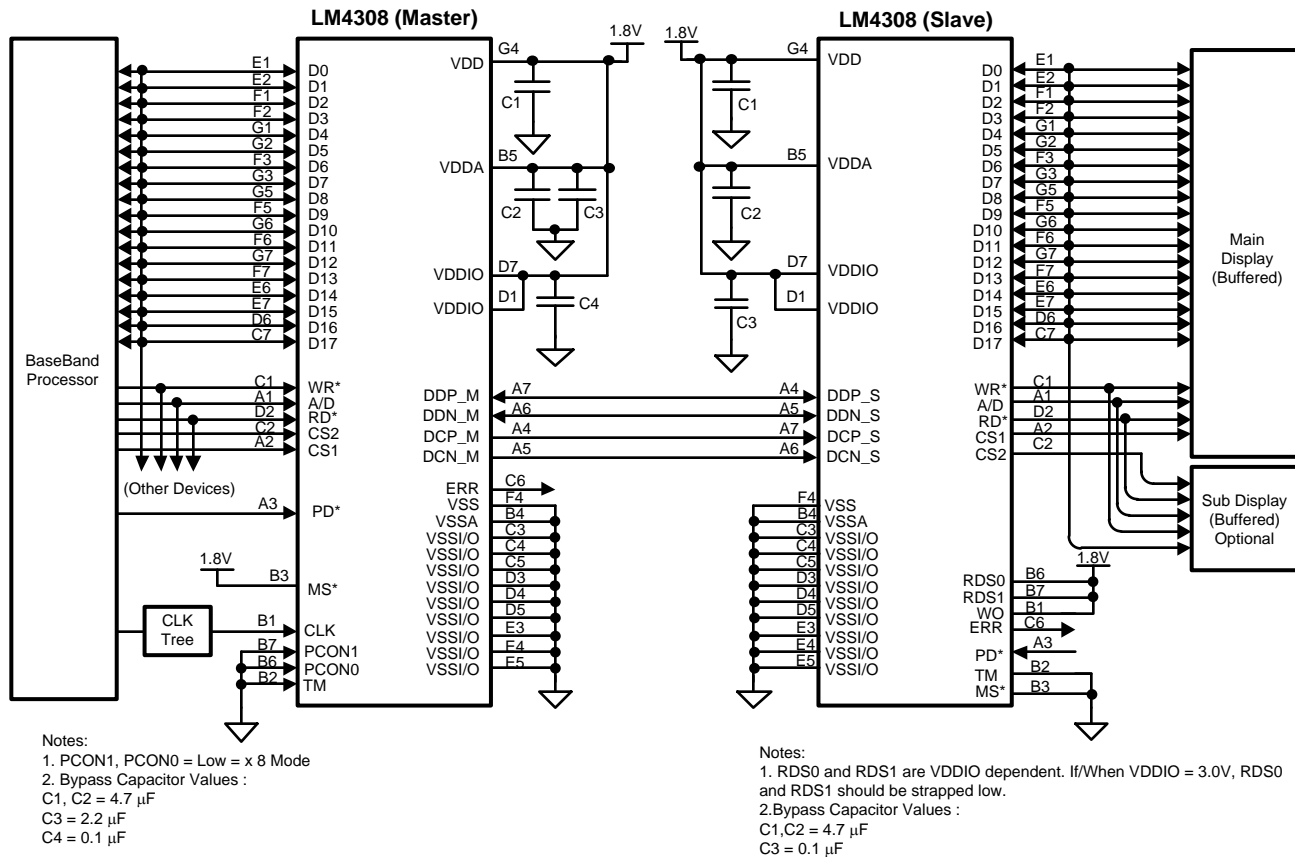 LM4308 (Master)
LM4308 (Slave)
BaseBand
Processor
E1 D0
E2 D1
F1 D2
F2 D3
G1 D4
G2 D5
F3 D6
G3 D7
G5 D8
F5 D9
G6 D10
F6 D11
G7 D12
F7 D13
E6 D14
E7 D15
D6 D16
C7 D17
C1 WR*
A1 A/D
D2 RD*
C2 CS2
A2 CS1
(Other Devices)
A3 PD*
1.8V
B3 MS*
CLK
Tree
B1 CLK
B7 PCON1
B6 PCON0
B2 TM
VDD G4
1.8V
C1
VDDA B5
C2 C3
VDDIO D7
VDDIO D1
C4
DDP_M A7
DDN_M A6
DCP_M A4
DCN_M A5
ERR C6
VSS F4
VSSA B4
VSSI/O C3
VSSI/O C4
VSSI/O C5
VSSI/O D3
VSSI/O D4
VSSI/O D5
VSSI/O E3
VSSI/O E4
VSSI/O E5
1.8V
G4 VDD
C1
B5 VDDA
C2
D7 VDDIO
D1 VDDIO
C3
A4 DDP_S
A5 DDN_S
A7 DCP_S
A6 DCN_S
F4 VSS
B4 VSSA
C3 VSSI/O
C4 VSSI/O
C5 VSSI/O
D3 VSSI/O
D4 VSSI/O
D5 VSSI/O
E3 VSSI/O
E4 VSSI/O
E5 VSSI/O
D0 E1
D1 E2
D2 F1
D3 F2
D4 G1
D5 G2
D6 F3
D7 G3
D8 G5
D9 F5
D10 G6
D11 F6
D12 G7
D13 F7
D14 E6
D15 E7
D16 D6
D17 C7
WR* C1
A/D A1
RD* D2
CS1 A2
CS2 C2
Main
Display
(Buffered)
Sub Display
(Buffered)
Optional
1.8V
RDS0 B6
RDS1 B7
WO B1
ERR C6
PD* A3
TM B2
MS* B3
Notes:
1. PCON1, PCON0 = Low = x 8 Mode
2. Bypass Capacitor Values :
C1, C2 = 4.7 μF
C3 = 2.2 μF
C4 = 0.1 μF
Notes:
1. RDS0 and RDS1 are VDDIO dependent. If/When VDDIO = 3.0V, RDS0
and RDS1 should be strapped low.
2.Bypass Capacitor Values :
C1,C2 = 4.7 μF
C3 = 0.1 μF